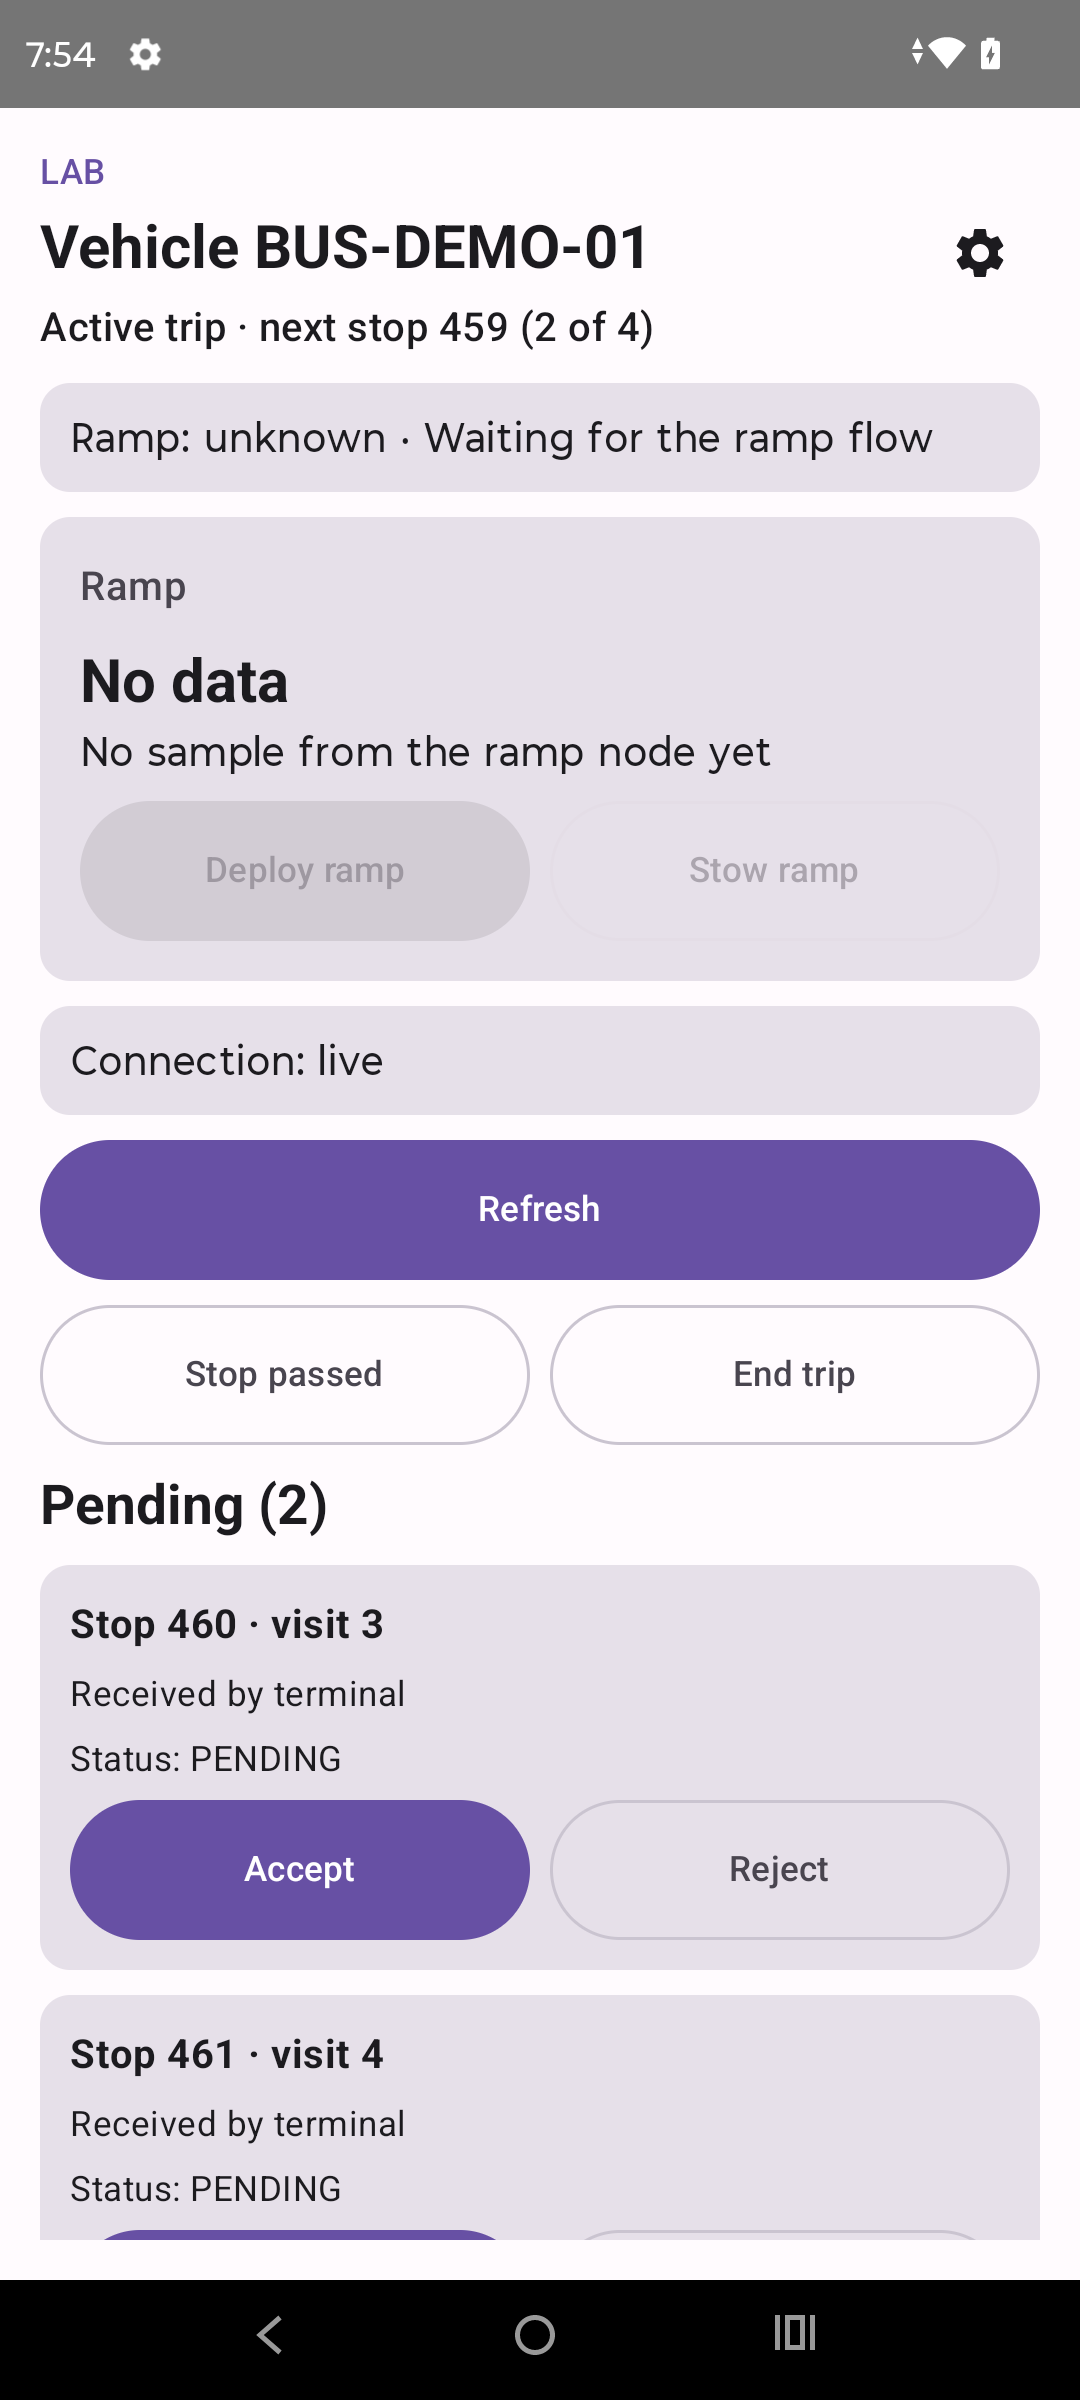 7:54
LAB
Vehicle BUS-DEMO-01
Active trip · next stop 459 (2 of 4)
Ramp: unknown · Waiting for the ramp flow
Ramp
No data
No sample from the ramp node yet
Deploy ramp
Stow ramp
Connection: live
Refresh
Stop passed
End trip
Pending (2)
Stop 460 · visit 3
Received by terminal
Status: PENDING
Accept
Reject
Stop 461 · visit 4
Received by terminal
Status: PENDING